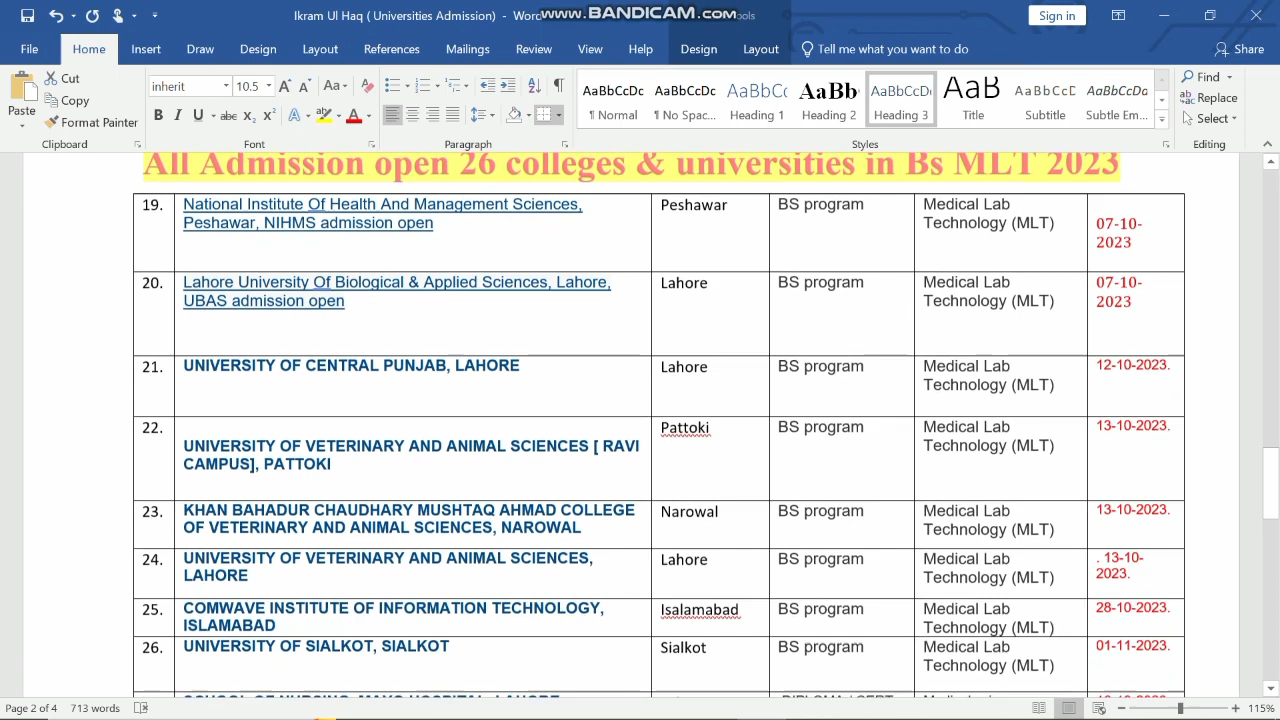 Ikram Ul Haq ( Universities Admission) - Word
www.BANDICAM.com
ools
Sign in
File Home Insert Draw Design Layout References Mailings Review View Help Design Layout Tell me what you want to do Share
Paste
Cut
Copy
Format Painter
Clipboard
inherit 10.5
Font
Paragraph
AaBbCcDc AaBbCcDc AaBbCc AaBb AaBbCcDc AaB AaBbCcD AaBbCcDa
¶ Normal ¶ No Spac... Heading 1 Heading 2 Heading 3 Title Subtitle Subtle Em...
Styles
Find
Replace
Select
Editing
All Admission open 26 colleges & universities in Bs MLT 2023
19. National Institute Of Health And Management Sciences, Peshawar BS program Medical Lab
Peshawar, NIHMS admission open Technology (MLT) 07-10-
2023
20. Lahore University Of Biological & Applied Sciences, Lahore, Lahore BS program Medical Lab 07-10-
UBAS admission open Technology (MLT) 2023
21. UNIVERSITY OF CENTRAL PUNJAB, LAHORE Lahore BS program Medical Lab 12-10-2023.
Technology (MLT)
22. Pattoki BS program Medical Lab 13-10-2023.
UNIVERSITY OF VETERINARY AND ANIMAL SCIENCES [ RAVI Technology (MLT)
CAMPUS], PATTOKI
23. KHAN BAHADUR CHAUDHARY MUSHTAQ AHMAD COLLEGE Narowal BS program Medical Lab 13-10-2023.
OF VETERINARY AND ANIMAL SCIENCES, NAROWAL Technology (MLT)
24. UNIVERSITY OF VETERINARY AND ANIMAL SCIENCES, Lahore BS program Medical Lab . 13-10-
LAHORE Technology (MLT) 2023.
25. COMWAVE INSTITUTE OF INFORMATION TECHNOLOGY, Isalamabad BS program Medical Lab 28-10-2023.
ISLAMABAD Technology (MLT)
26. UNIVERSITY OF SIALKOT, SIALKOT Sialkot BS program Medical Lab 01-11-2023.
Technology (MLT)
SCHOOL OF NURSING, MAYO HOSPITAL, LAHORE
Page 2 of 4 713 words 115%